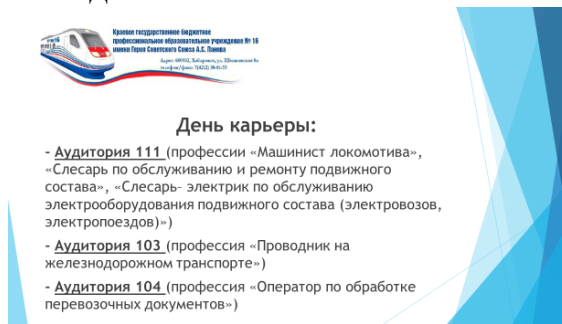 Краевое государственное бюджетное
профессиональное образовательное учреждение № 16
имени Героя Советского Союза А.С. Панова
День карьеры:
- Аудитория 111 (профессии «Машинист локомотива»,
«Слесарь по обслуживанию и ремонту подвижного
состава», «Слесарь- электрик по обслуживанию
электрооборудования подвижного состава (электровозов,
электропоездов)»)
- Аудитория 103 (профессия «Проводник на
железнодорожном транспорте»)
- Аудитория 104 (профессия «Оператор по обработке
перевозочных документов»)